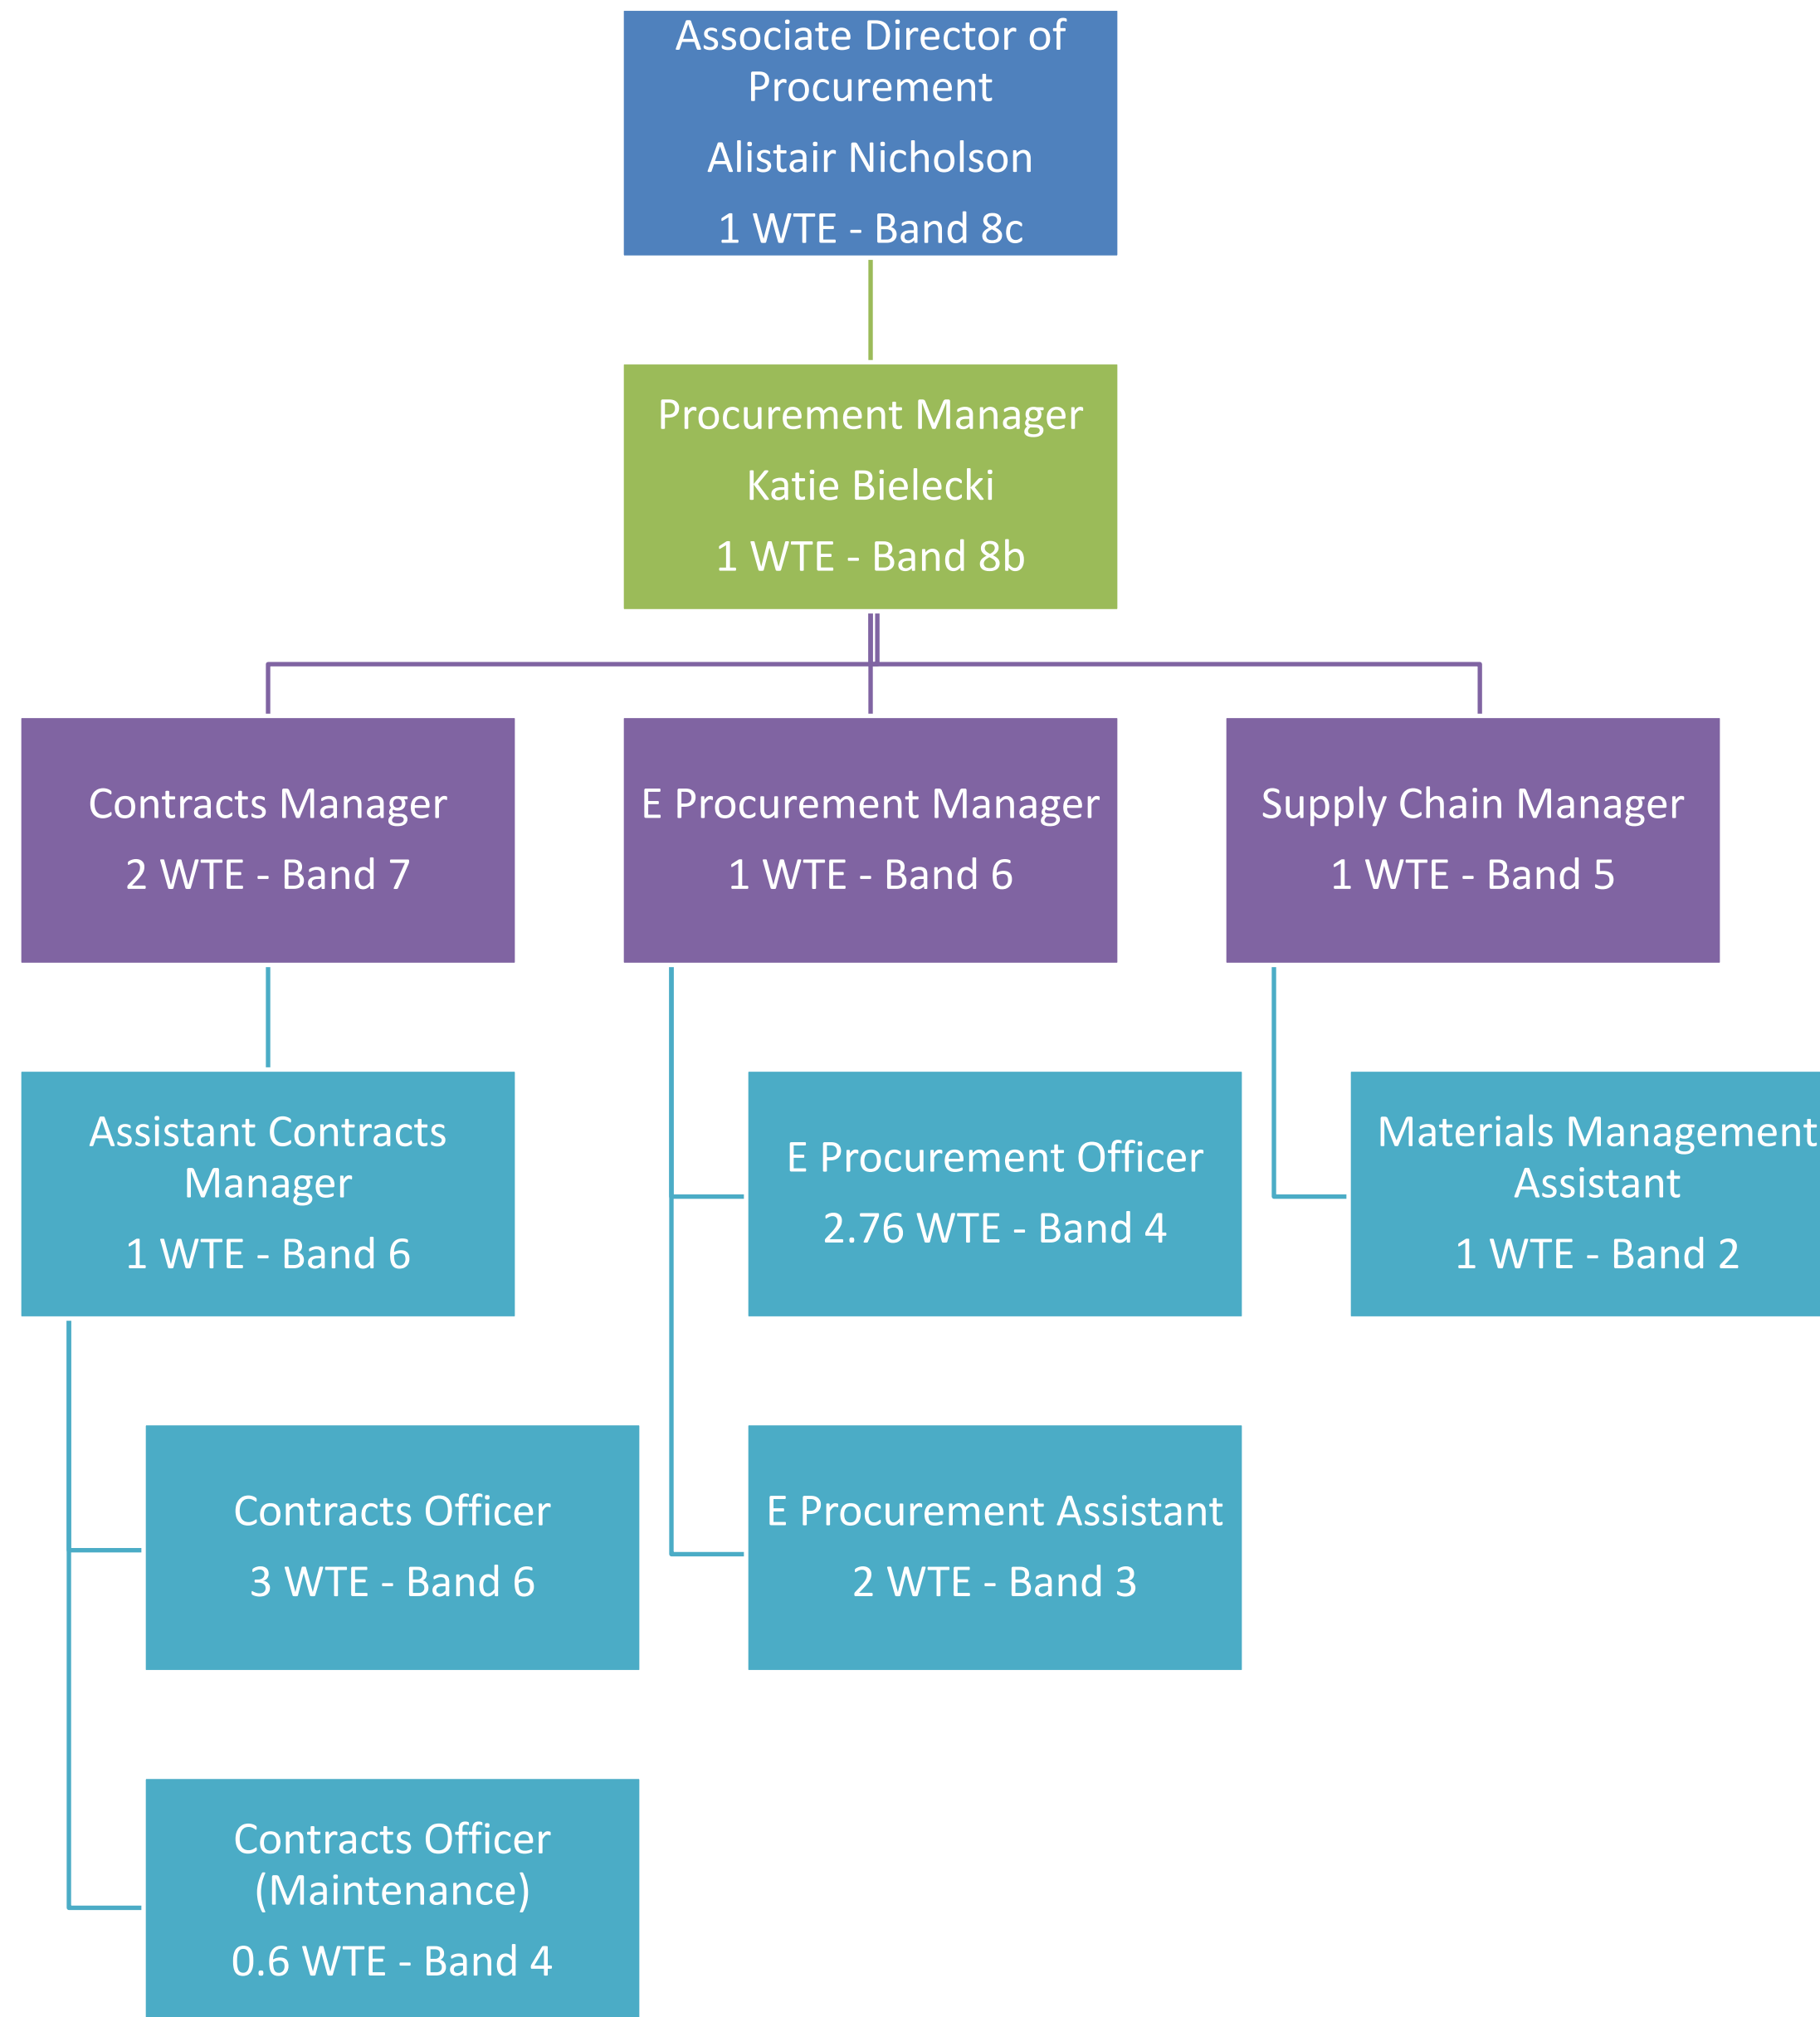 Associate Director of
Procurement
Alistair Nicholson
1 WTE - Band 8c
Procurement Manager
Katie Bielecki
1 WTE - Band 8b
Contracts Manager
2 WTE - Band 7
E Procurement Manager
1 WTE - Band 6
Supply Chain Manager
1 WTE - Band 5
Assistant Contracts
Manager
1 WTE - Band 6
E Procurement Officer
2.76 WTE - Band 4
Materials Management
Assistant
1 WTE - Band 2
Contracts Officer
3 WTE - Band 6
E Procurement Assistant
2 WTE - Band 3
Contracts Officer
(Maintenance)
0.6 WTE - Band 4